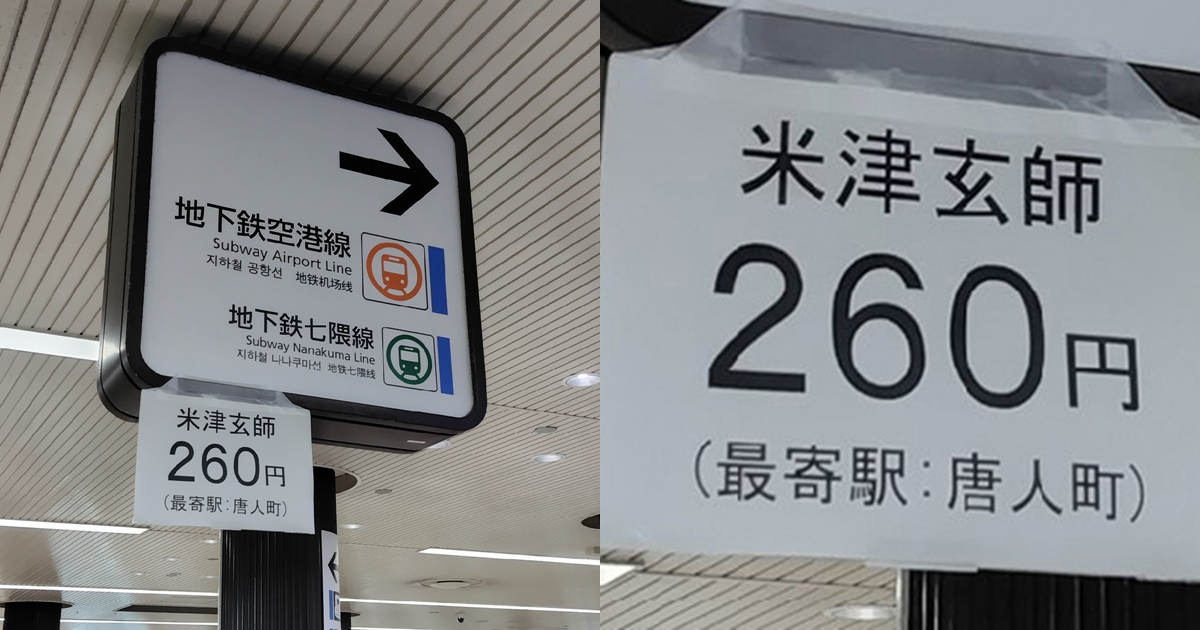 地下鉄空港線
Subway Airport Line
지하철 공항선 地铁机场线
地下鉄七隈線
Subway Nanakuma Line
지하철 나나쿠마선 地铁七隈线
米津玄師
260円
(最寄駅:唐人町)
米津玄師
260円
(最寄駅:唐人町)